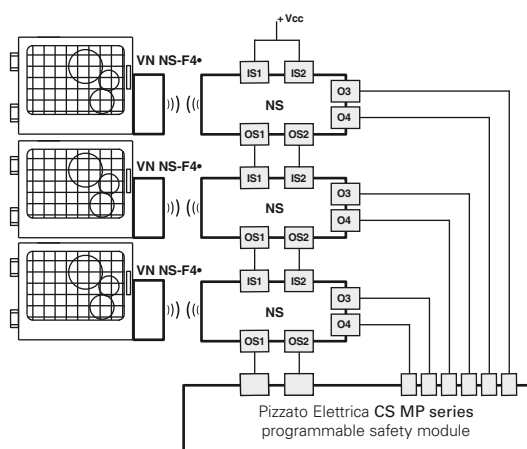 +Vcc
VN NS-F4•
IS1 IS2
O3
NS
O4
OS1 OS2
VN NS-F4•
IS1 IS2
O3
NS
O4
OS1 OS2
VN NS-F4•
IS1 IS2
O3
NS
O4
OS1 OS2
Pizzato Elettrica CS MP series
programmable safety module